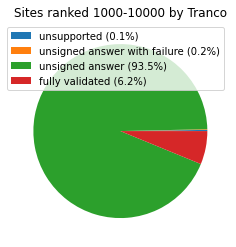 Sites ranked 1000-10000 by Tranco
unsupported (0.1%)
unsigned answer with failure (0.2%)
unsigned answer (93.5%)
fully validated (6.2%)